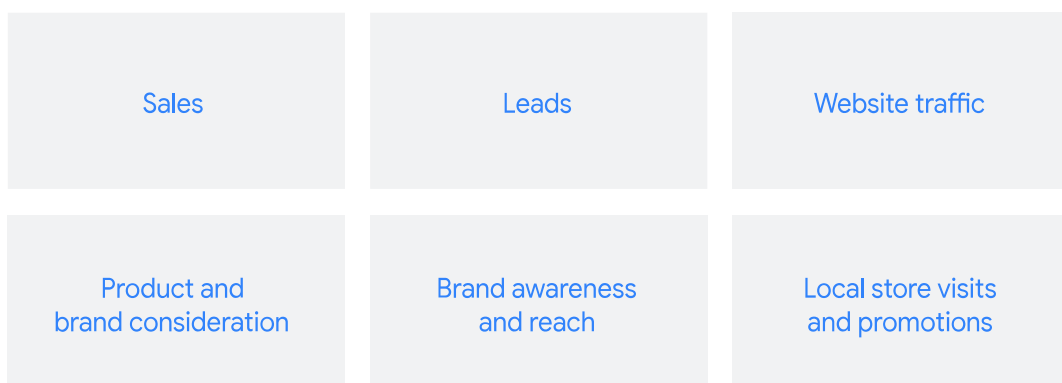 Sales
Leads
Website traffic
Product and
brand consideration
Brand awareness
and reach
Local store visits
and promotions